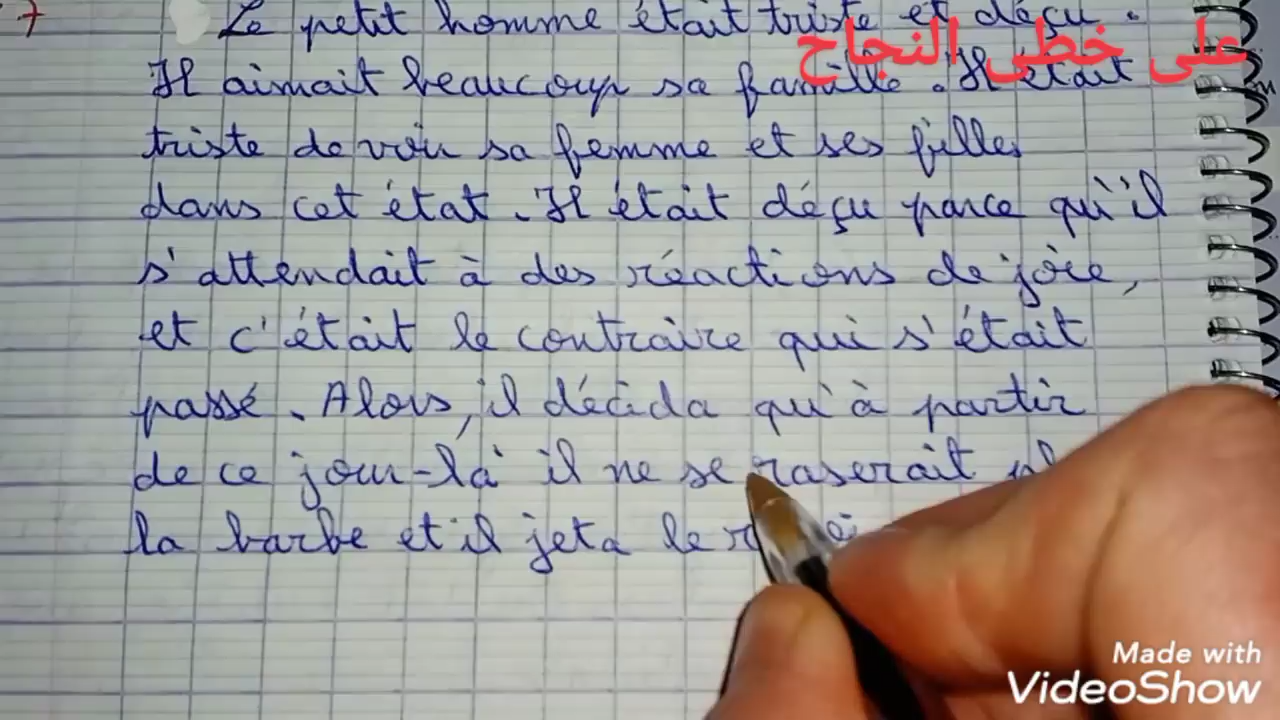 7 Le petit homme était triste et déçu.
على خطى النجاح
Il aimait beaucoup sa famille. Il était
triste de voir sa femme et ses filles
dans cet état. Il était déçu parce qu'il
s'attendait à des réactions de joie,
et c'était le contraire qui s'était
passé. Alors, il décida qu'à partir
de ce jour-là il ne se raserait
la barbe et il jeta le
Made with
VideoShow